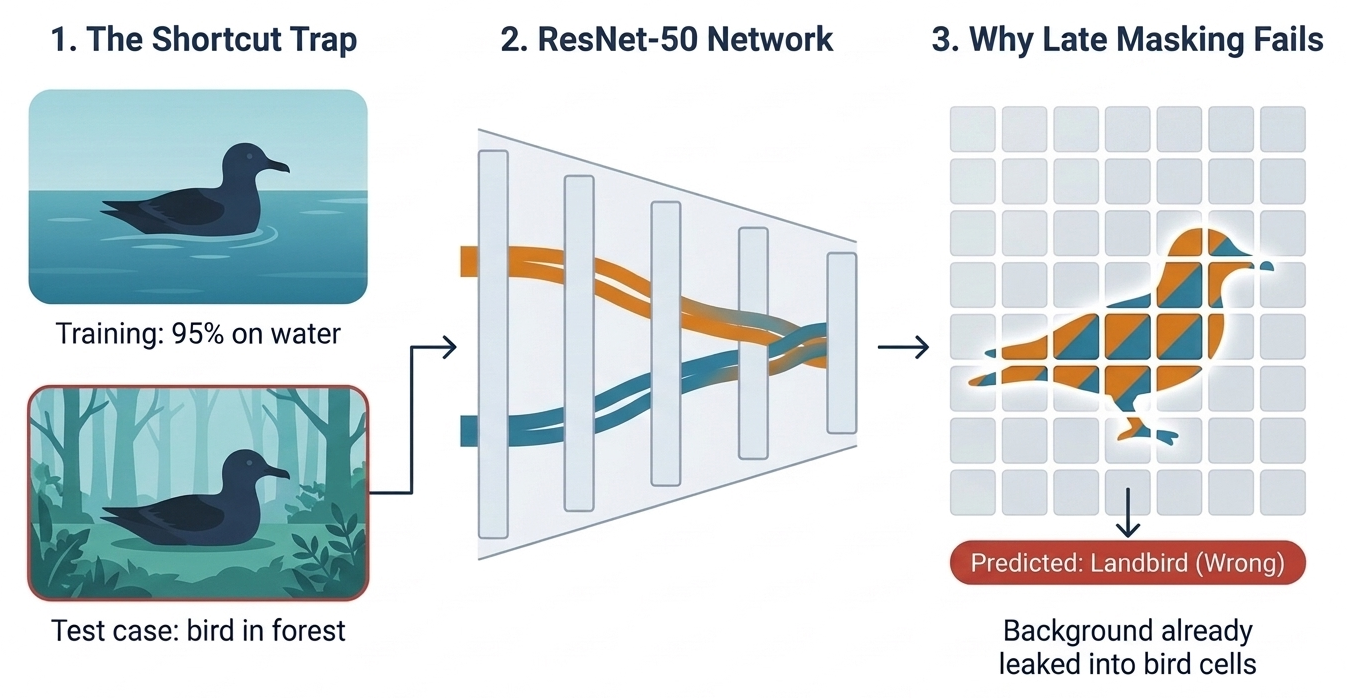 1. The Shortcut Trap
Training: 95% on water
Test case: bird in forest
2. ResNet-50 Network
3. Why Late Masking Fails
Predicted: Landbird (Wrong)
Background already
leaked into bird cells